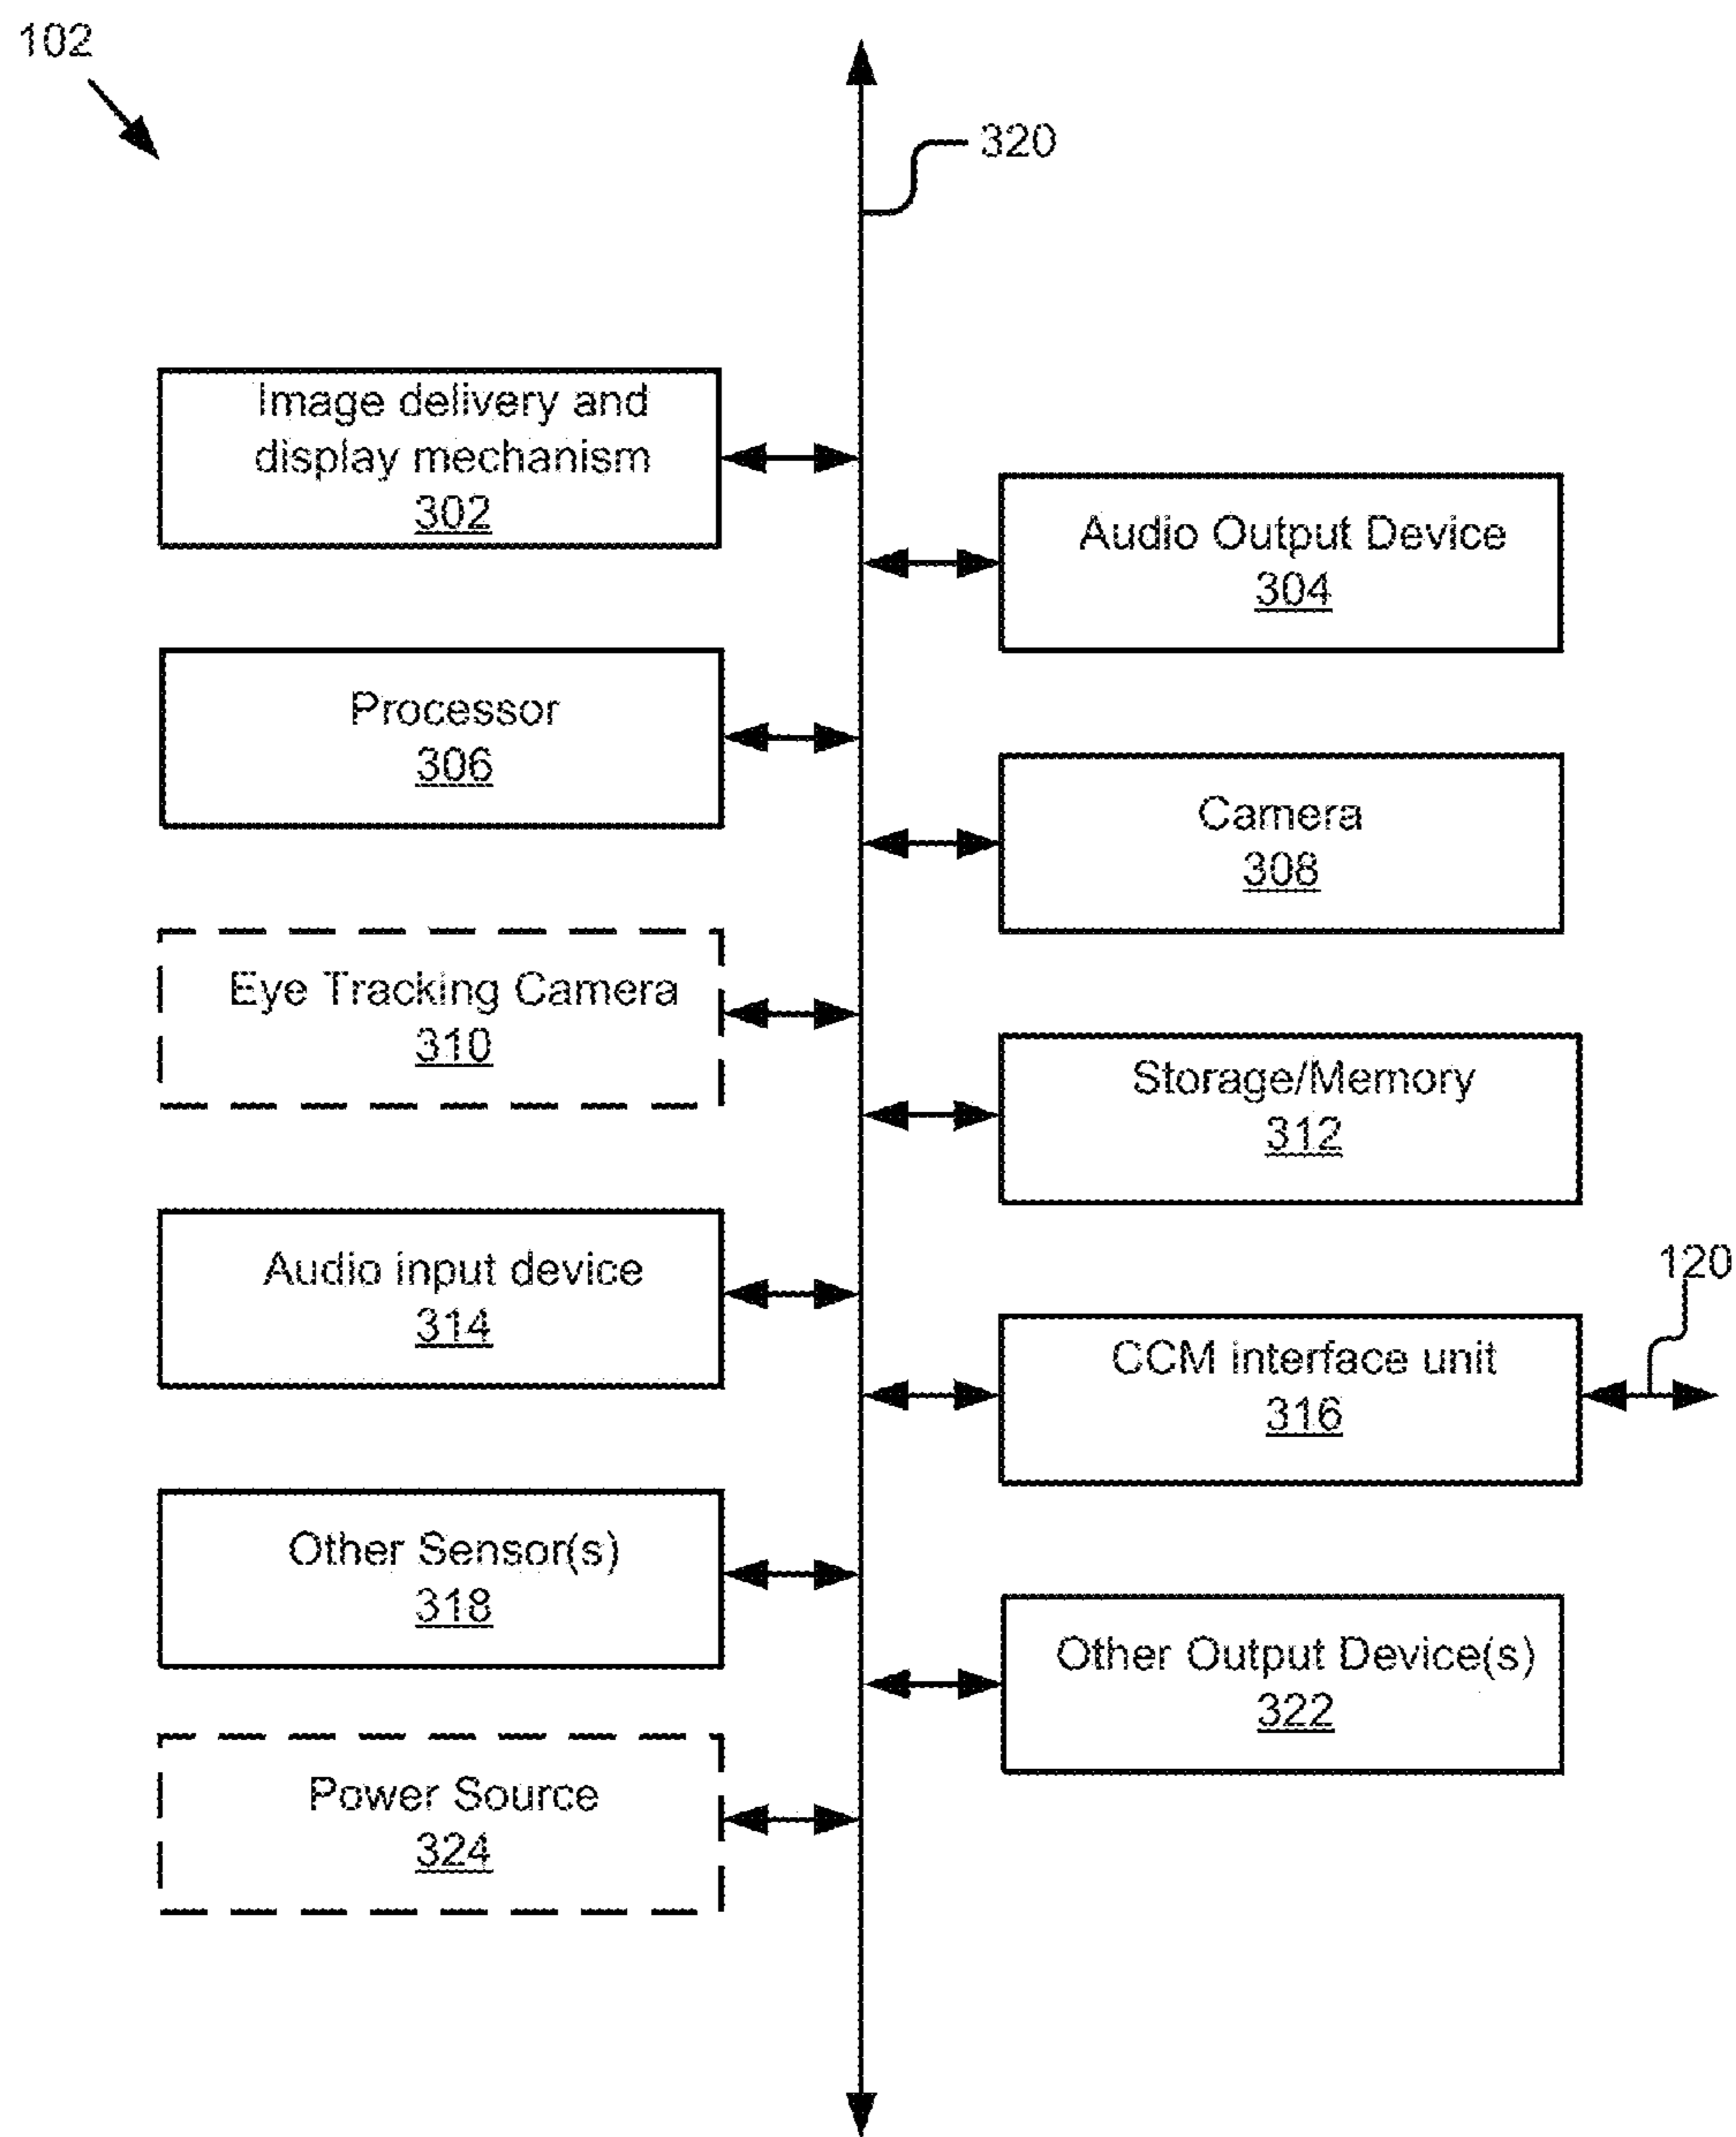 102
320
Image delivery and
display mechanism
302
Audio Output Device
304
Processor
306
Camera
308
Eye Tracking Camera
310
Storage/Memory
312
Audio input device
314
120
CCM interface unit
316
Other Sensor(s)
318
Other Output Device(s)
322
Power Source
324